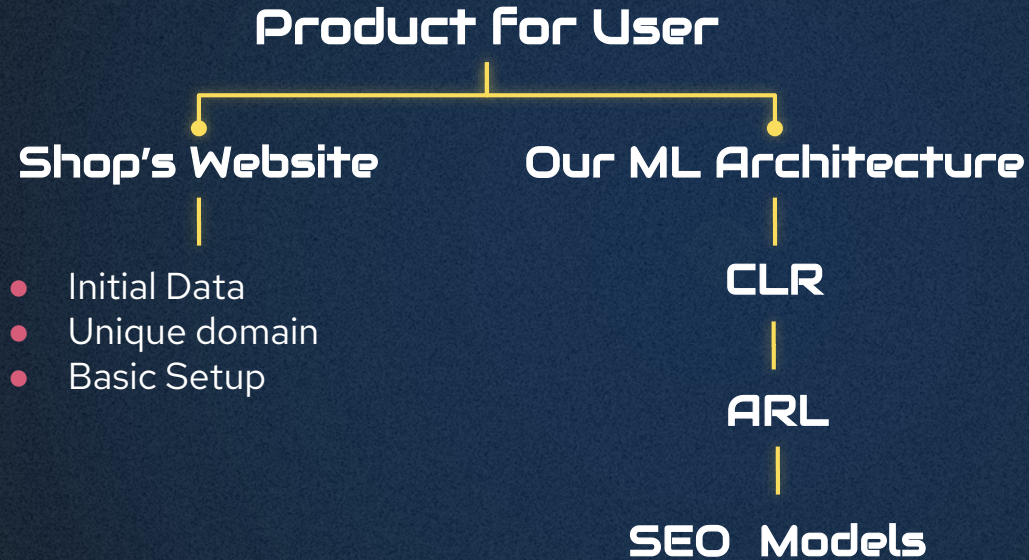 Product for User
Shop's Website
Our ML Architecture
Initial Data
Unique domain
Basic Setup
CLR
ARL
SEO Models